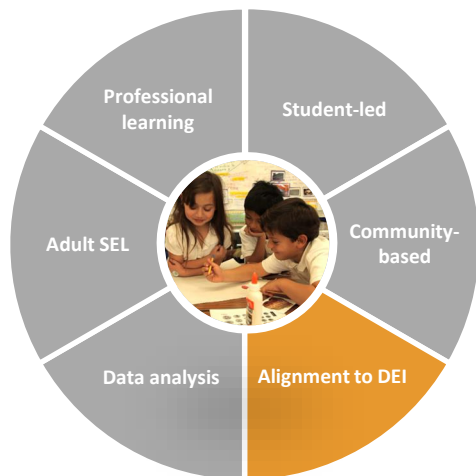 Professional
learning
Student-led
Adult SEL
Community-
based
Data analysis
Alignment to DEI